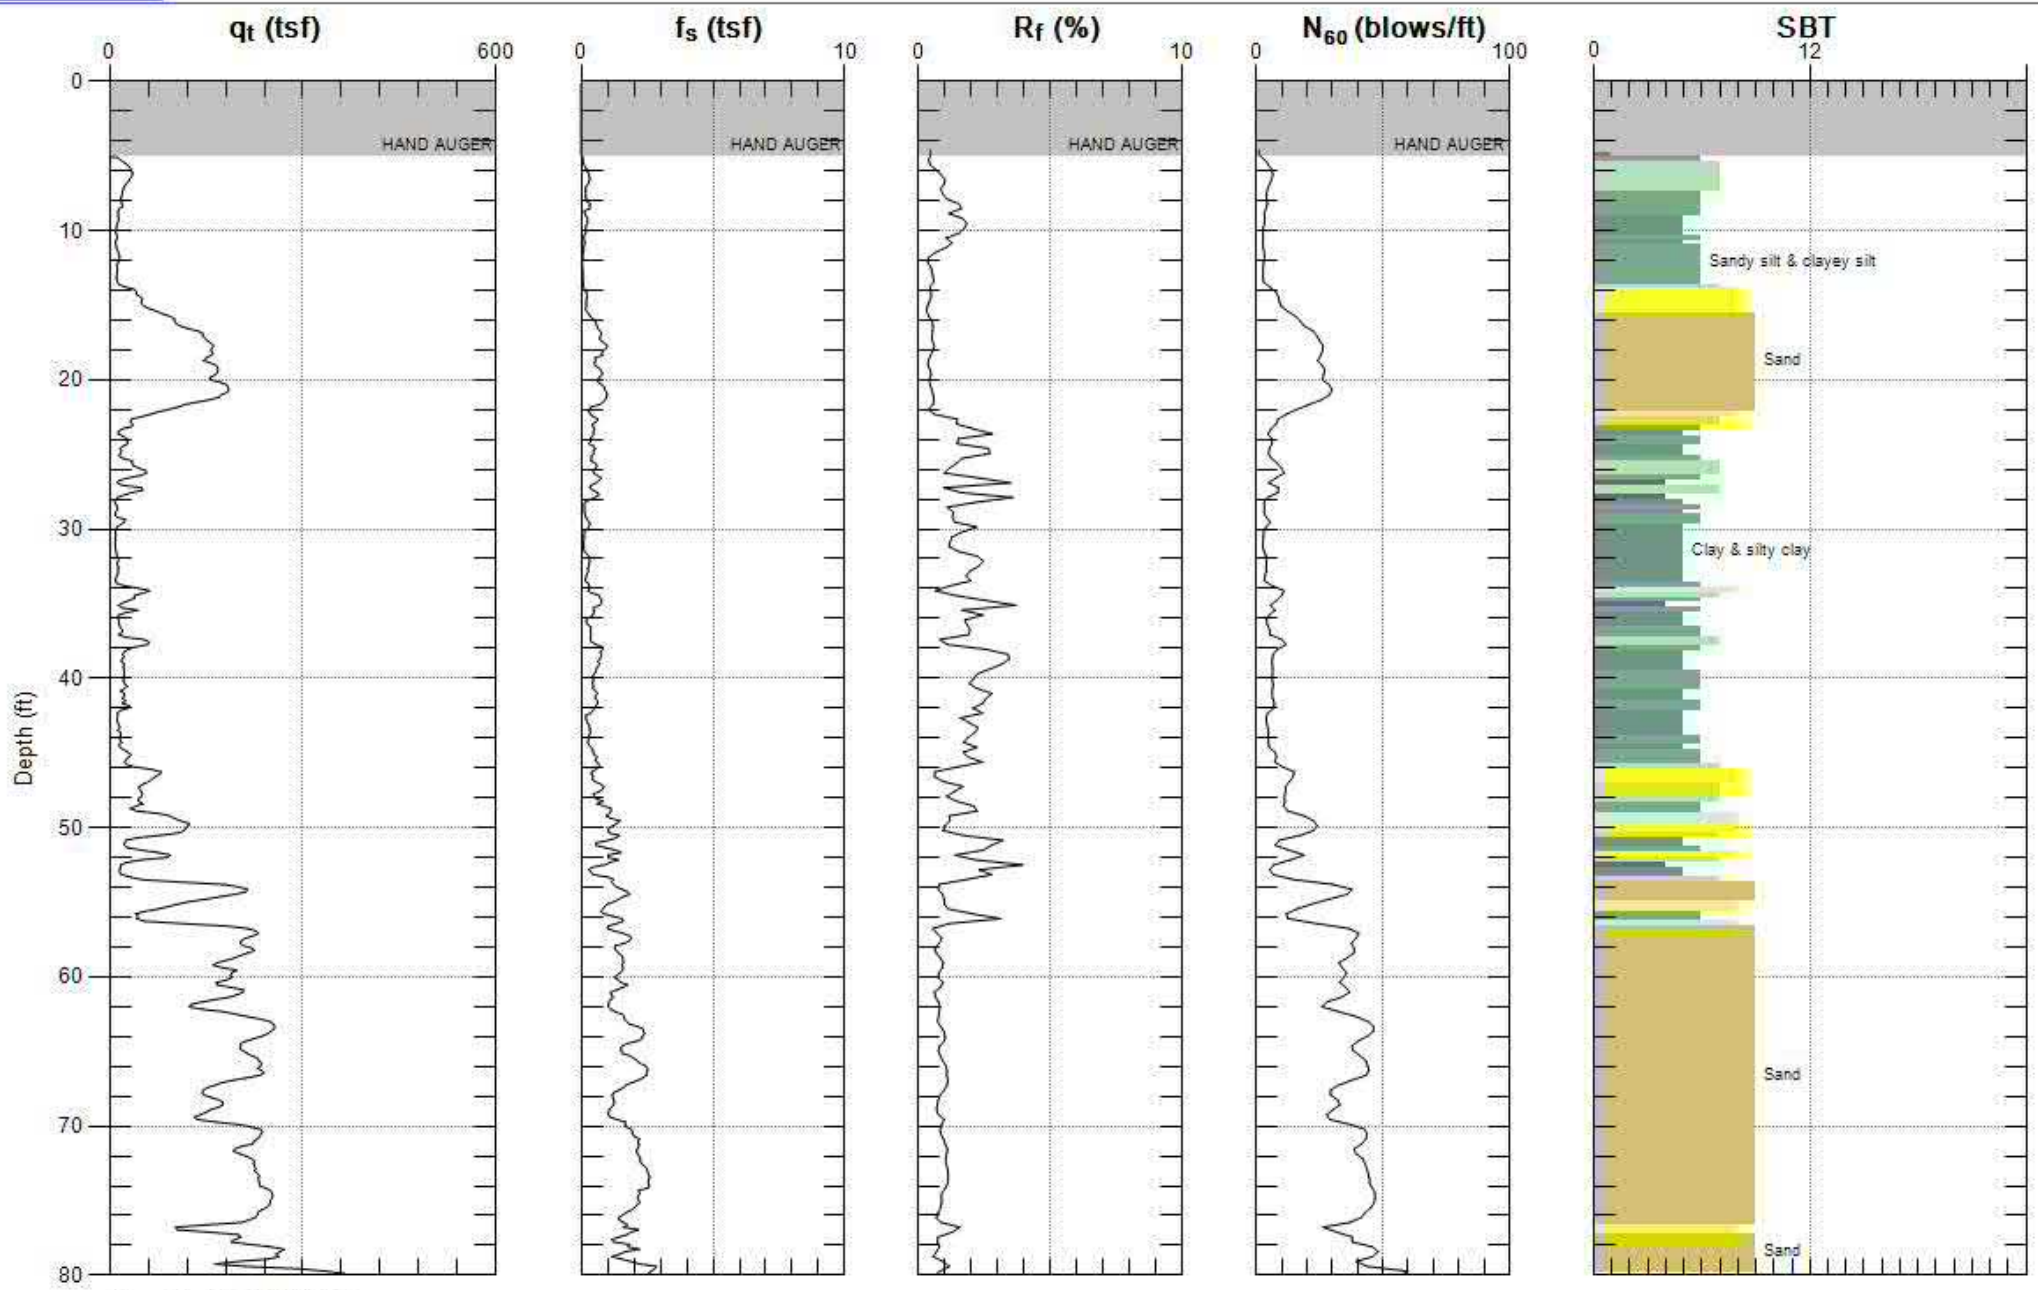 qt (tsf) fs (tsf) Rf (%) N60 (blows/ft) SBT
0 600 0 10 0 10 0 100 0 12
0
HAND AUGER HAND AUGER HAND AUGER HAND AUGER
10
Sandy silt & clayey silt
Sand
20
30
Clay & silty clay
40
Depth (ft)
50
60
Sand
70
Sand
80